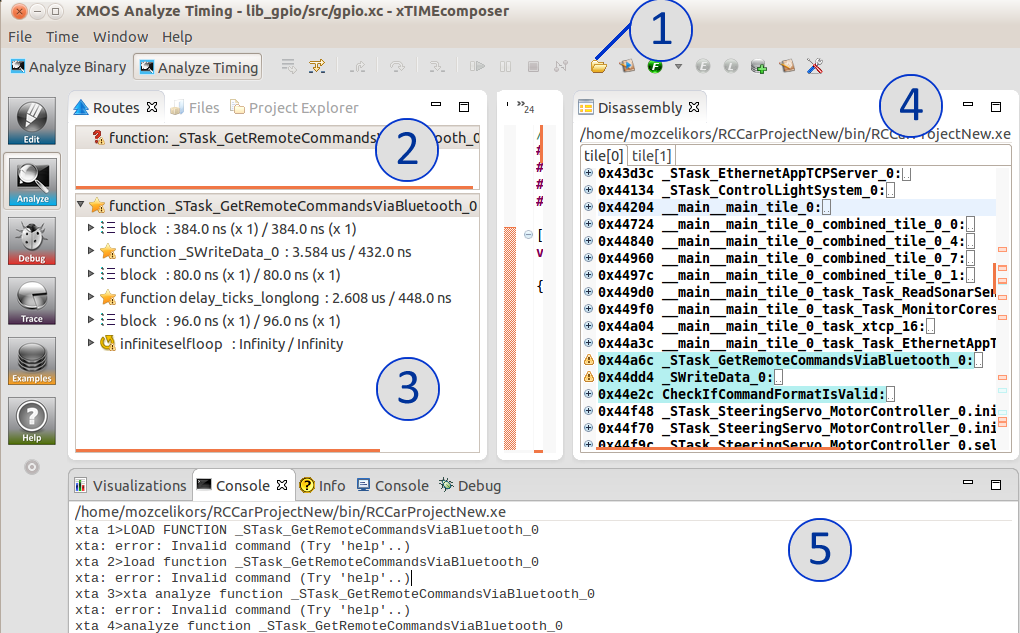 XMOS Analyze Timing - lib_gpio/src/gpio.xc - xTIMEcomposer
File Time Window Help
Analyze Binary Analyze Timing
1
Edit
Analyze
Debug
Trace
Examples
Help
Routes Files Project Explorer
function: _STask_GetRemoteCommandsV
etooth_0
2
function _STask_GetRemoteCommandsViaBluetooth_0
block : 384.0 ns (x 1) / 384.0 ns (x 1)
function _SWriteData_0 : 3.584 us / 432.0 ns
block : 80.0 ns (x 1) / 80.0 ns (x 1)
function delay_ticks_longlong : 2.608 us / 448.0 ns
block : 96.0 ns (x 1) / 96.0 ns (x 1)
infiniteselfloop : Infinity / Infinity
3
»24
/
#
#
#
#
[
v
{
Disassembly
4
/home/mozcelikors/RCCarProjectNew/bin/RCCarProjectNew.xe
tile[0] tile[1]
0x43d3c _STask_EthernetAppTCPServer_0:
0x44134 _STask_ControlLightSystem_0:
0x44204 __main__main_tile_0:
0x44724 __main__main_tile_0_combined_tile_0_0:
0x44840 __main__main_tile_0_combined_tile_0_4:
0x44960 __main__main_tile_0_combined_tile_0_7:
0x4497c __main__main_tile_0_combined_tile_0_1:
0x449d0 __main__main_tile_0_task_Task_ReadSonarSen
0x449f0 __main__main_tile_0_task_Task_MonitorCores
0x44a04 __main__main_tile_0_task_xtcp_16:
0x44a3c __main__main_tile_0_task_Task_EthernetAppT
0x44a6c _STask_GetRemoteCommandsViaBluetooth_0:
0x44dd4 _SWriteData_0:
0x44e2c CheckIfCommandFormatIsValid:
0x44f48 _STask_SteeringServo_MotorController_0.ini
0x44f70 _STask_SteeringServo_MotorController_0.ini
0x44f9c _STask_SteeringServo_MotorController_0.sel
Visualizations Console Info Console Debug
/home/mozcelikors/RCCarProjectNew/bin/RCCarProjectNew.xe
xta 1>LOAD FUNCTION _STask_GetRemoteCommandsViaBluetooth_0
xta: error: Invalid command (Try 'help'..)
xta 2>load function _STask_GetRemoteCommandsViaBluetooth_0
xta: error: Invalid command (Try 'help'..)
xta 3>xta analyze function _STask_GetRemoteCommandsViaBluetooth_0
xta: error: Invalid command (Try 'help'..)
xta 4>analyze function _STask_GetRemoteCommandsViaBluetooth_0
5